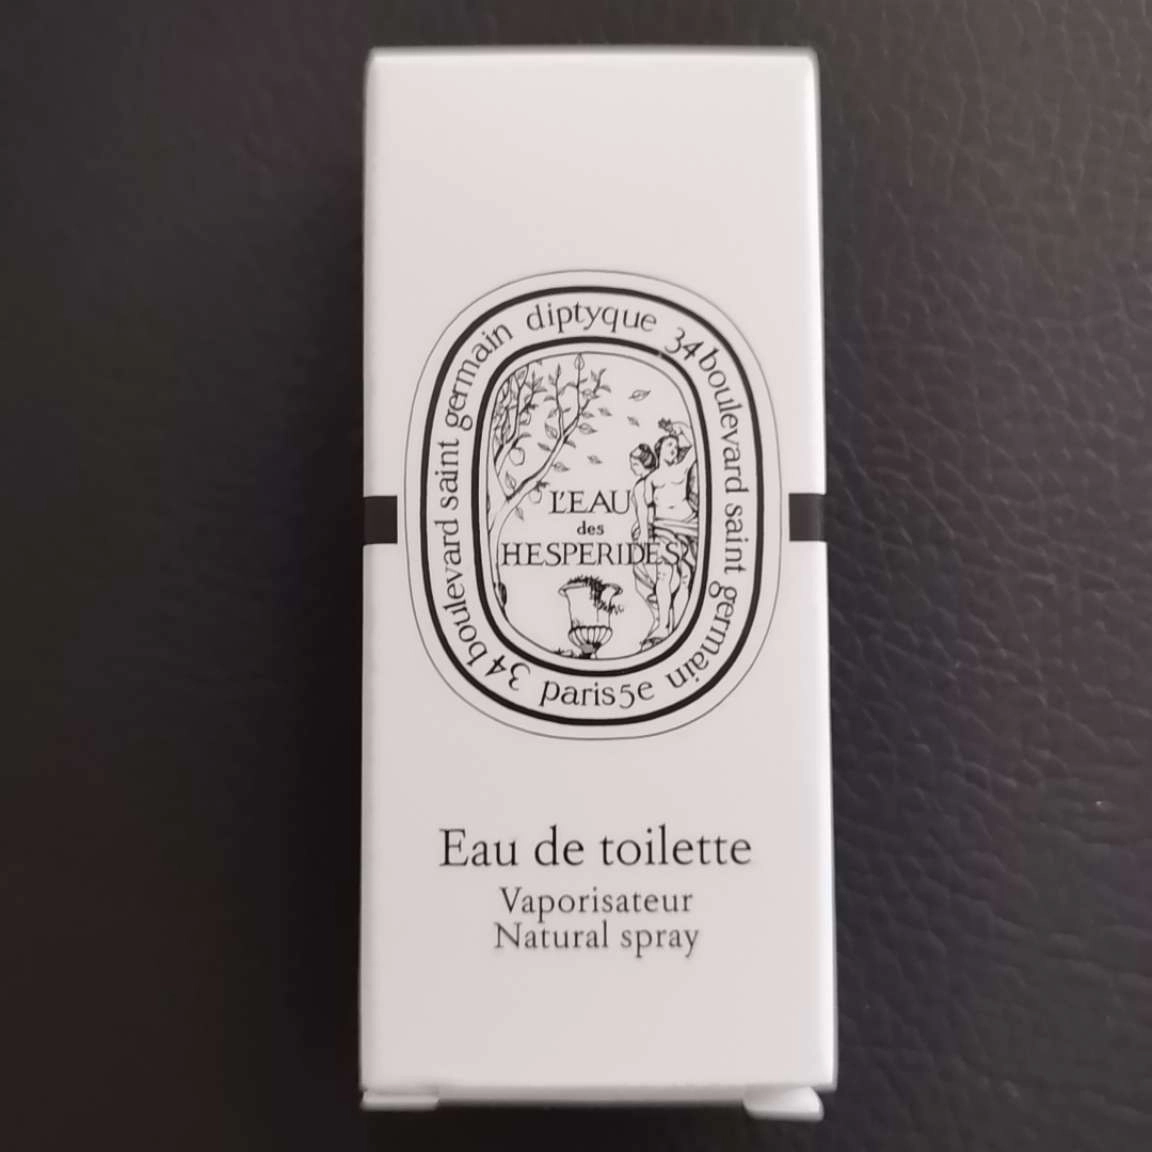 diptyque 34 boulevard saint germain paris 5e 34 boulevard saint germain
L'EAU
des
HESPERIDES
Eau de toilette
Vaporisateur
Natural spray